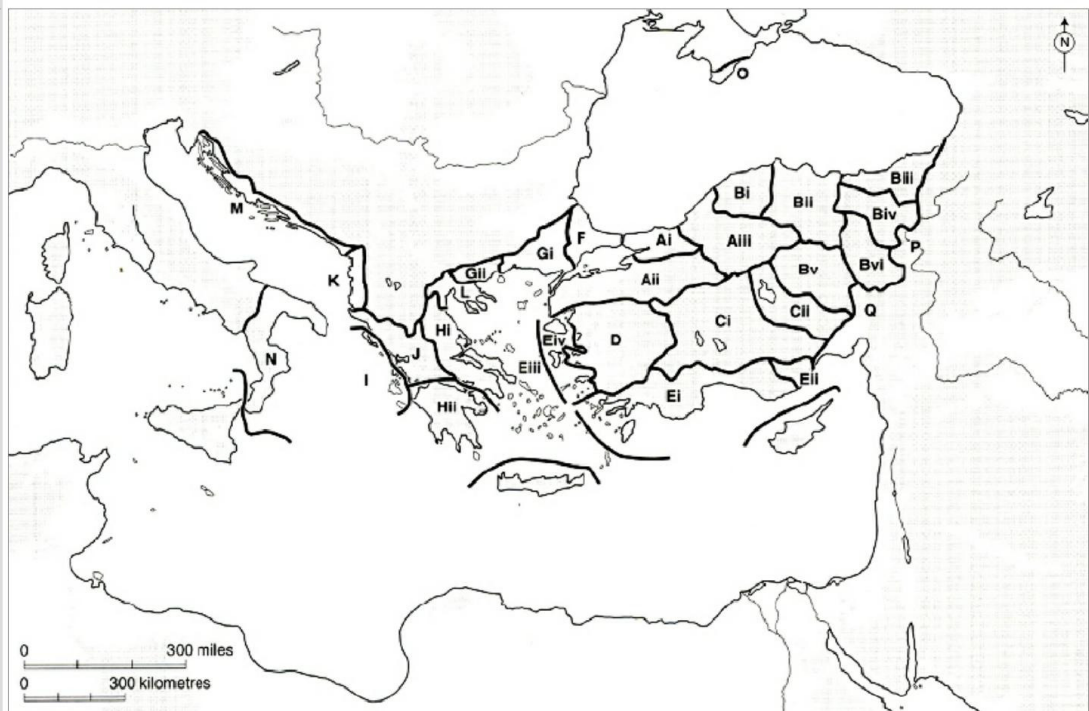 N
O
Biii
Bi
Bii
M
Biv
F
Ai
Aiii
P
Gi
Bvi
Gii
Bv
Aii
K
L
Q
Cii
Ci
Hi
D
Eiv
J
Eiii
N
I
Eii
Ei
Hii
0 300 miles
0 300 kilometres